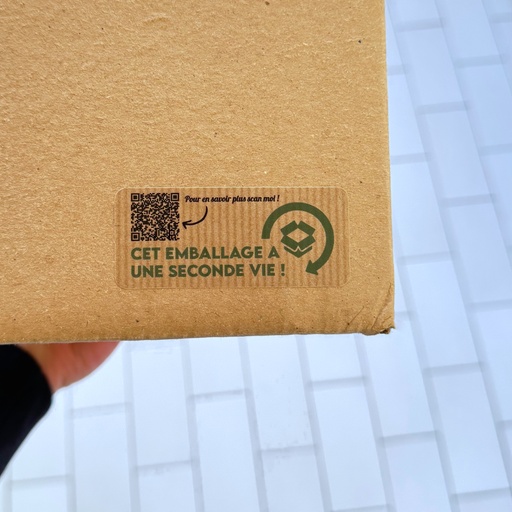 Pour en savoir plus scan moi !
CET EMBALLAGE A
UNE SECONDE VIE !